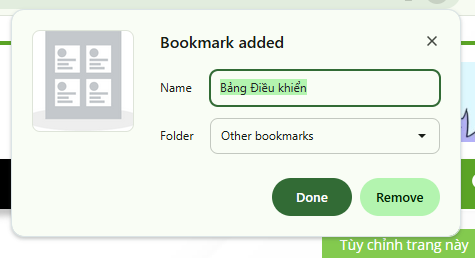 Bookmark added
Name
Bảng Điều khiển
Folder
Other bookmarks
Done
Remove
Tùy chỉnh trang này